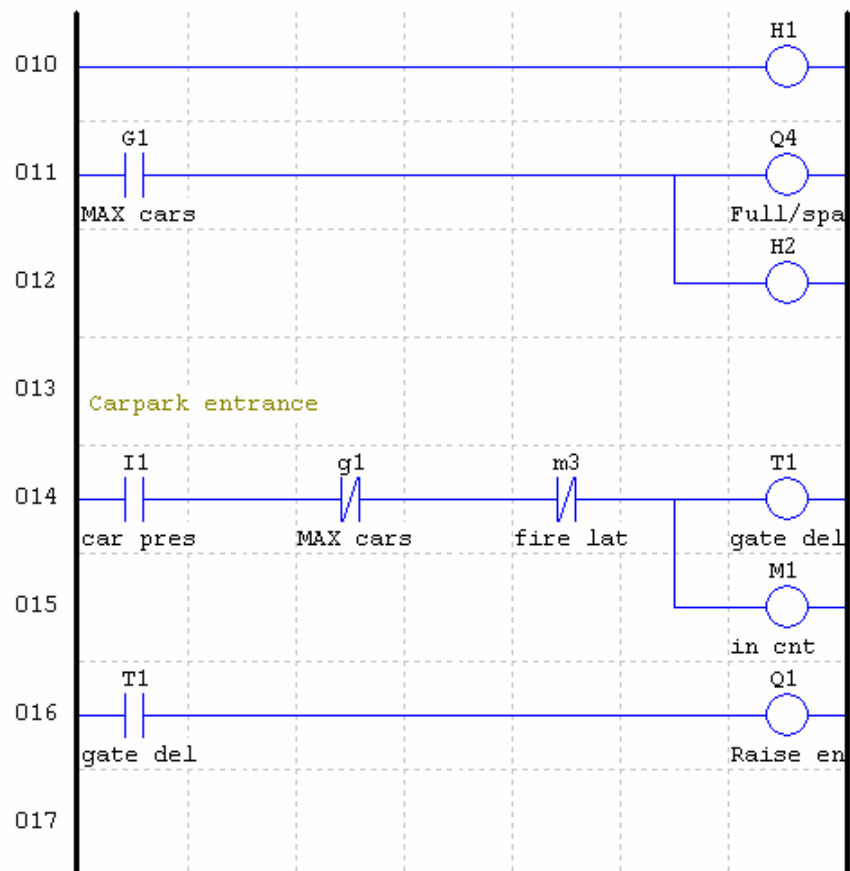 H1
010
G1 Q4
011
MAX cars Full/spa
H2
012
013
Carpark entrance
I1 g1 m3 T1
014
car pres MAX cars fire lat gate del
M1
015
in cnt
T1 Q1
016
gate del Raise en
017